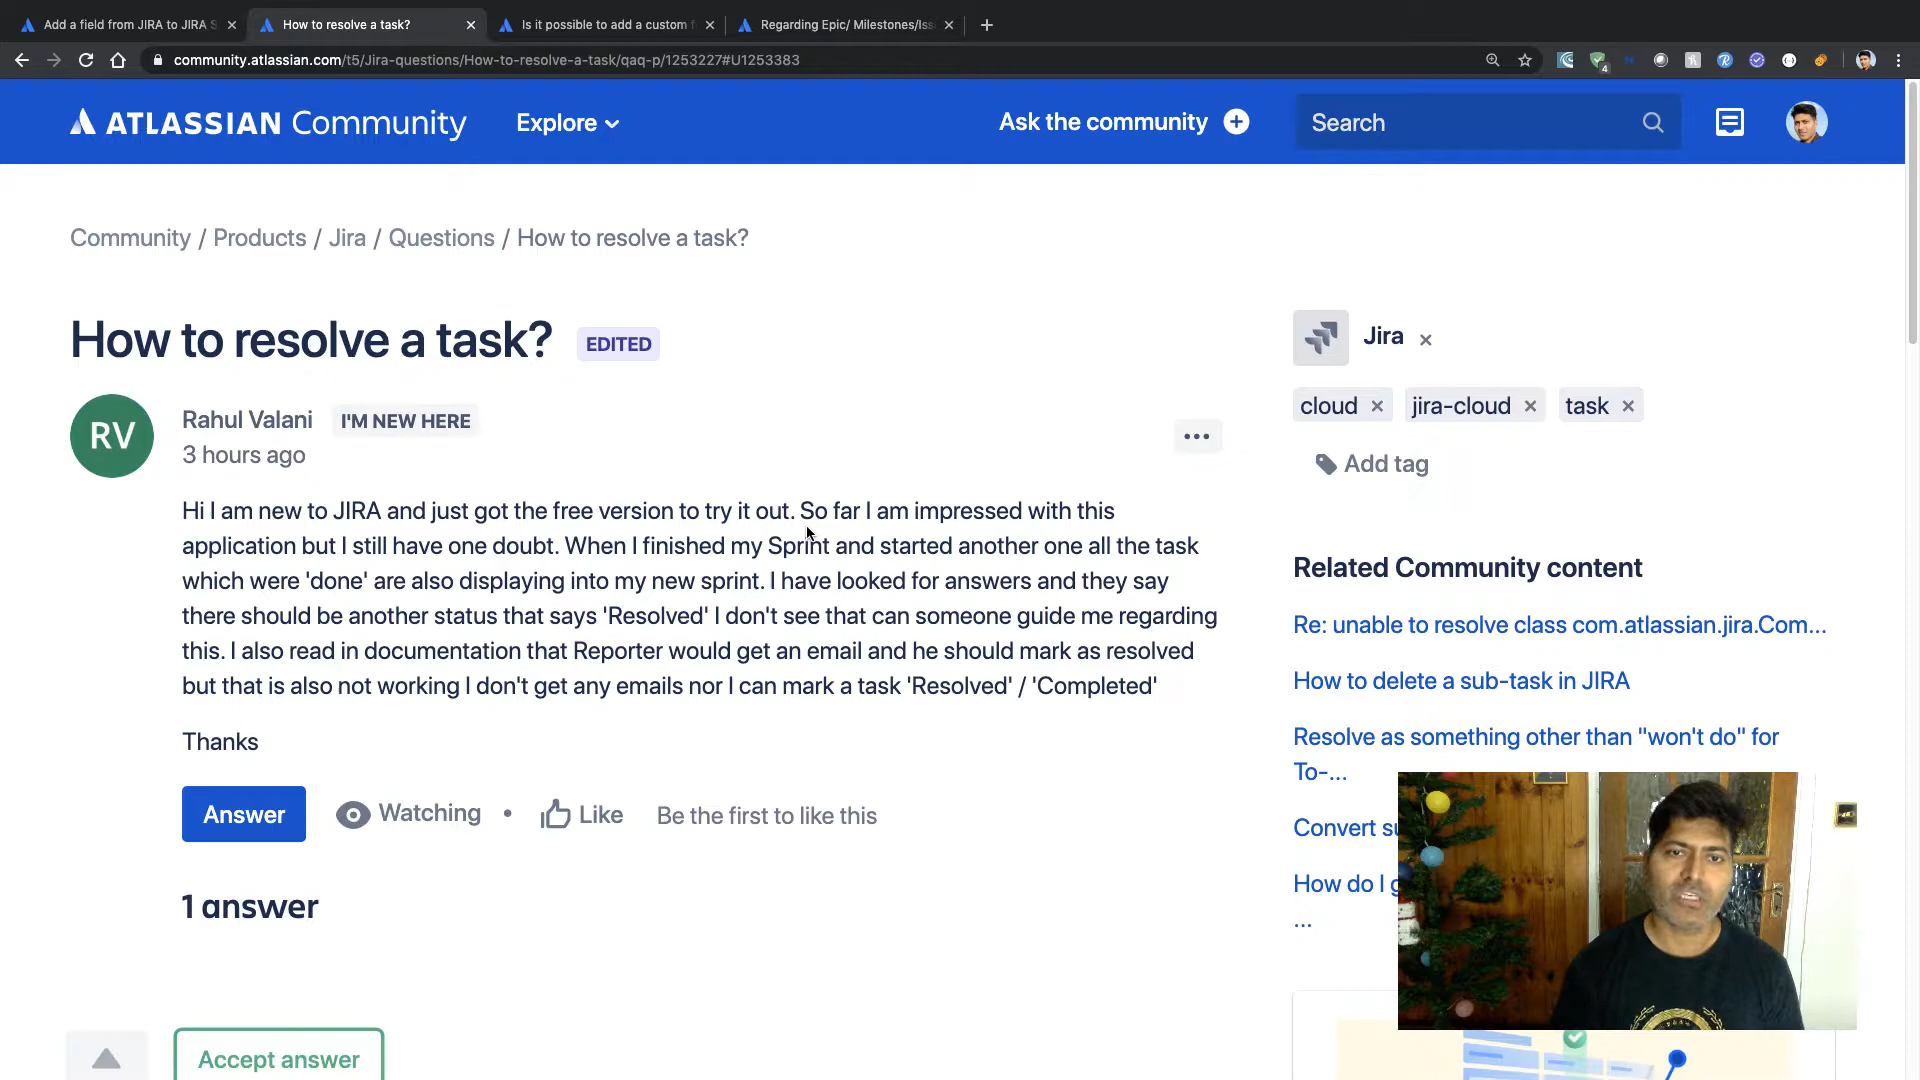 Add a field from JIRA to JIRA S
How to resolve a task?
Is it possible to add a custom f
Regarding Epic/ Milestones/Iss
community.atlassian.com/t5/Jira-questions/How-to-resolve-a-task/qaq-p/1253227#U1253383
4
ATLASSIAN Community
Explore
Ask the community
Search
Community / Products / Jira / Questions / How to resolve a task?
How to resolve a task? EDITED
RV
Rahul Valani I'M NEW HERE
3 hours ago
Hi I am new to JIRA and just got the free version to try it out. So far I am impressed with this
application but I still have one doubt. When I finished my Sprint and started another one all the task
which were 'done' are also displaying into my new sprint. I have looked for answers and they say
there should be another status that says 'Resolved' I don't see that can someone guide me regarding
this. I also read in documentation that Reporter would get an email and he should mark as resolved
but that is also not working I don't get any emails nor I can mark a task 'Resolved' / 'Completed'
Thanks
Answer
Watching • Like Be the first to like this
1 answer
Accept answer
Jira
cloud
jira-cloud
task
Add tag
Related Community content
Re: unable to resolve class com.atlassian.jira.Com...
How to delete a sub-task in JIRA
Resolve as something other than "won't do" for
To-...
Convert su
How do I g
...